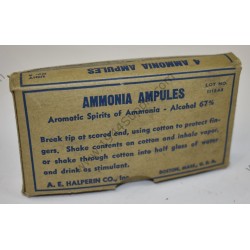 4 AMMONIA AMPULES
AMMONIA AMPULES
Aromatic Spirits of Ammonia - Alcohol 67%
Break tip at scored end, using cotton to protect fin-
gers. Shake contents on cotton and inhale vapor,
or shake through cotton into half glass of water
and drink as stimulant.
A. E. HALPERIN CO., Inc.
BOSTON, MASS., U. S. A.